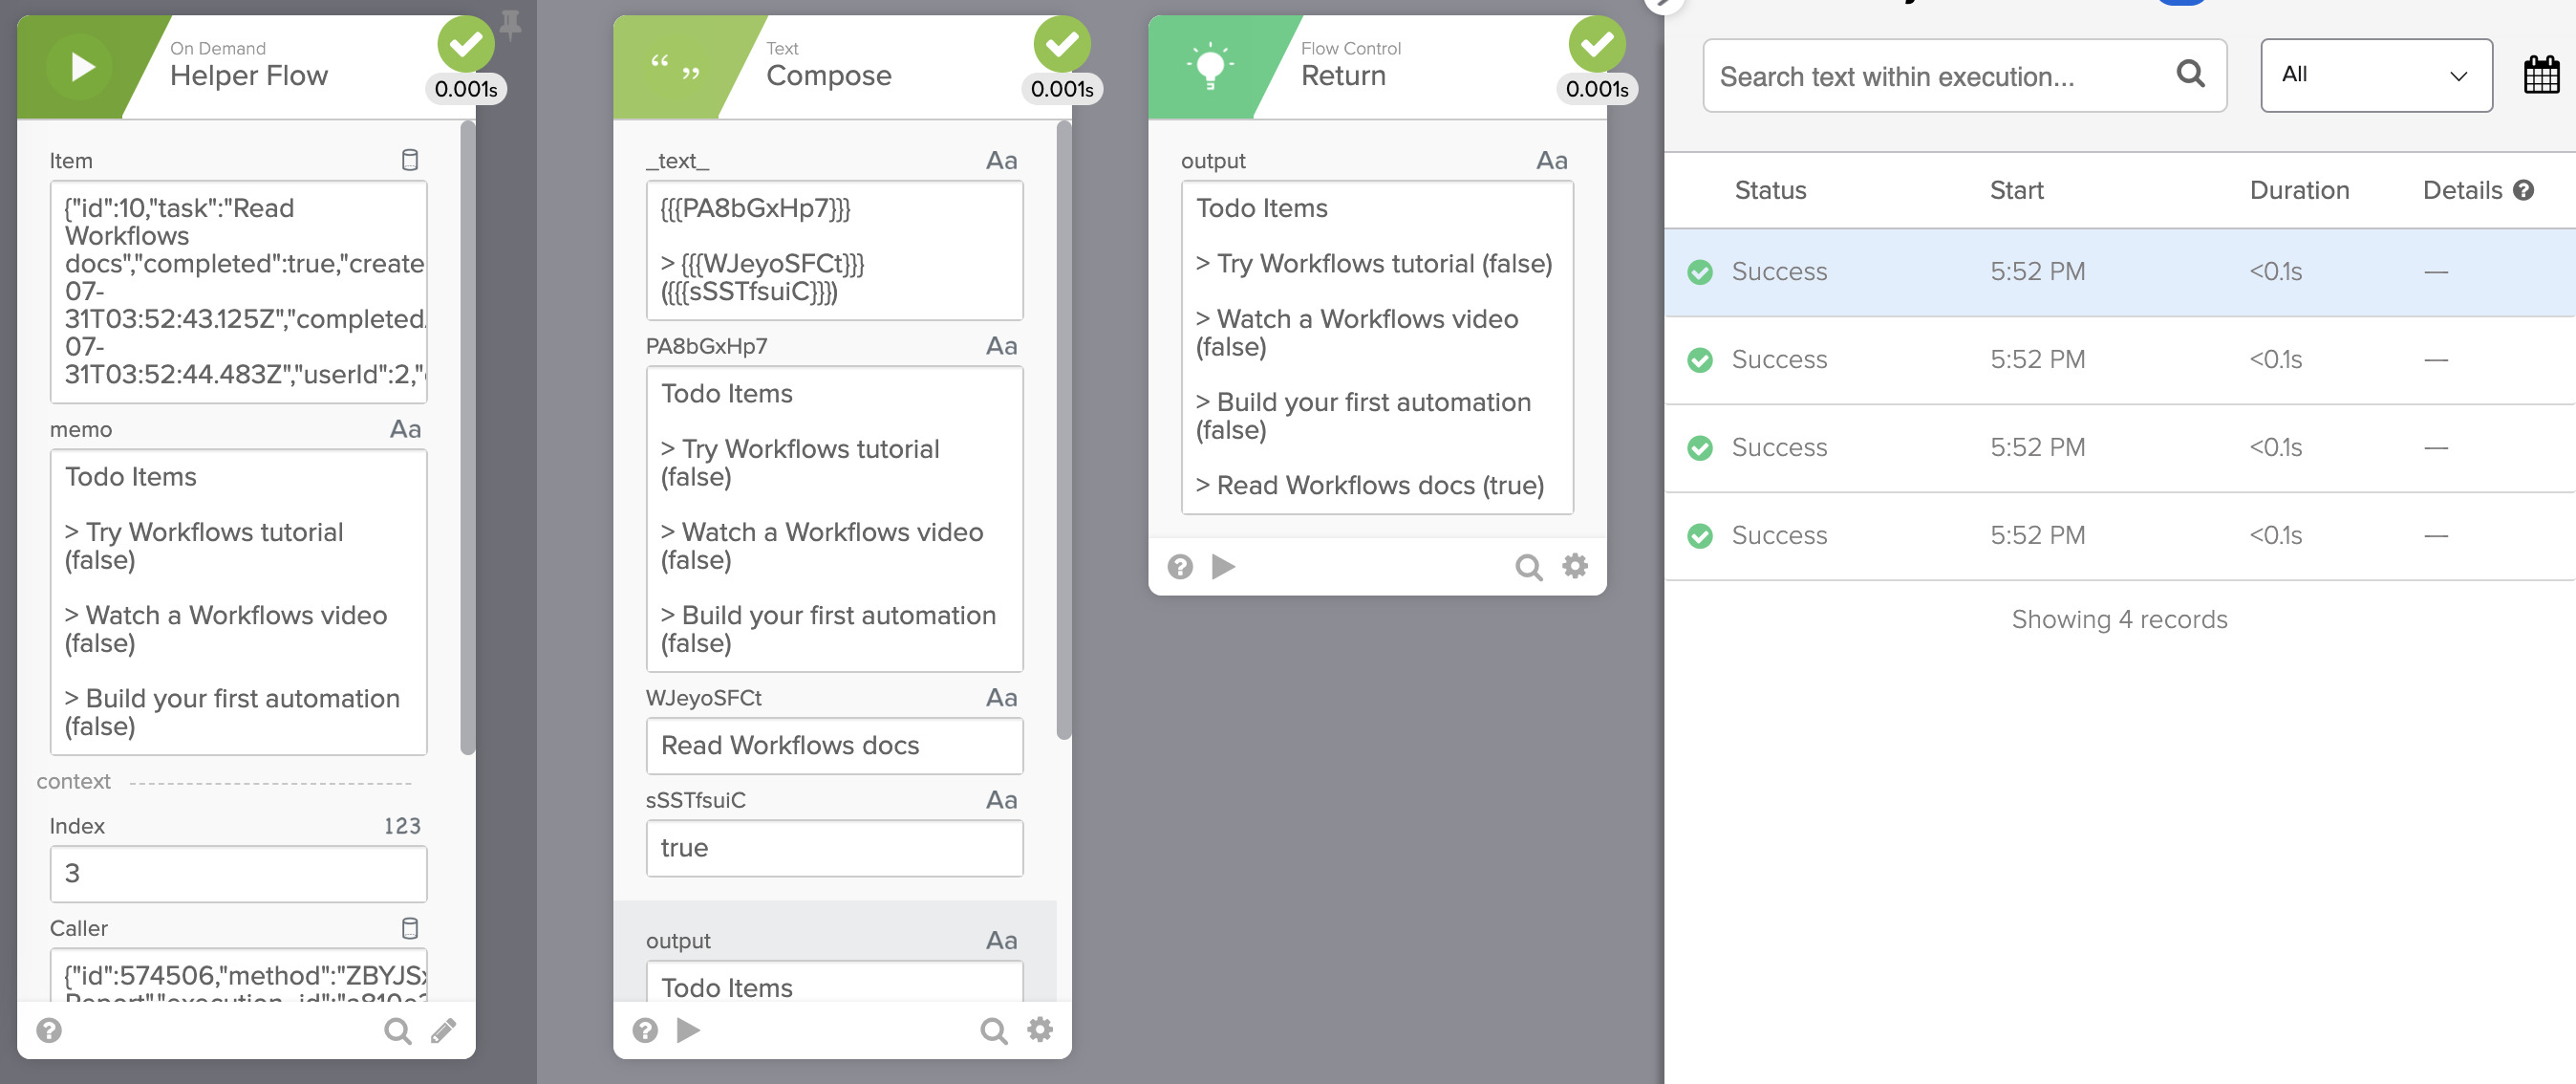 On Demand
Helper Flow
0.001s
Item
{"id":10,"task":"Read
Workflows
docs","completed":true,"create
07-
31T03:52:43.125Z","completed
07-
31T03:52:44.483Z","userId":2,"
memo
Aa
Todo Items
> Try Workflows tutorial
(false)
> Watch a Workflows video
(false)
> Build your first automation
(false)
context
Index
123
3
Caller
{"id":574506,"method":"ZBYJSx
Report","execution_id":"a810e
Text
Compose
0.001s
_text_
Aa
{{{PA8bGxHp7}}}
> {{{WJeyoSFCt}}}
({{{sSSTfsuiC}}})
PA8bGxHp7
Aa
Todo Items
> Try Workflows tutorial
(false)
> Watch a Workflows video
(false)
> Build your first automation
(false)
WJeyoSFCt
Aa
Read Workflows docs
sSSTfsuiC
Aa
true
output
Aa
Todo Items
Flow Control
Return
0.001s
output
Aa
Todo Items
> Try Workflows tutorial (false)
> Watch a Workflows video
(false)
> Build your first automation
(false)
> Read Workflows docs (true)
Search text within execution...
All
Status Start Duration Details
Success 5:52 PM <0.1s —
Success 5:52 PM <0.1s —
Success 5:52 PM <0.1s —
Success 5:52 PM <0.1s —
Showing 4 records